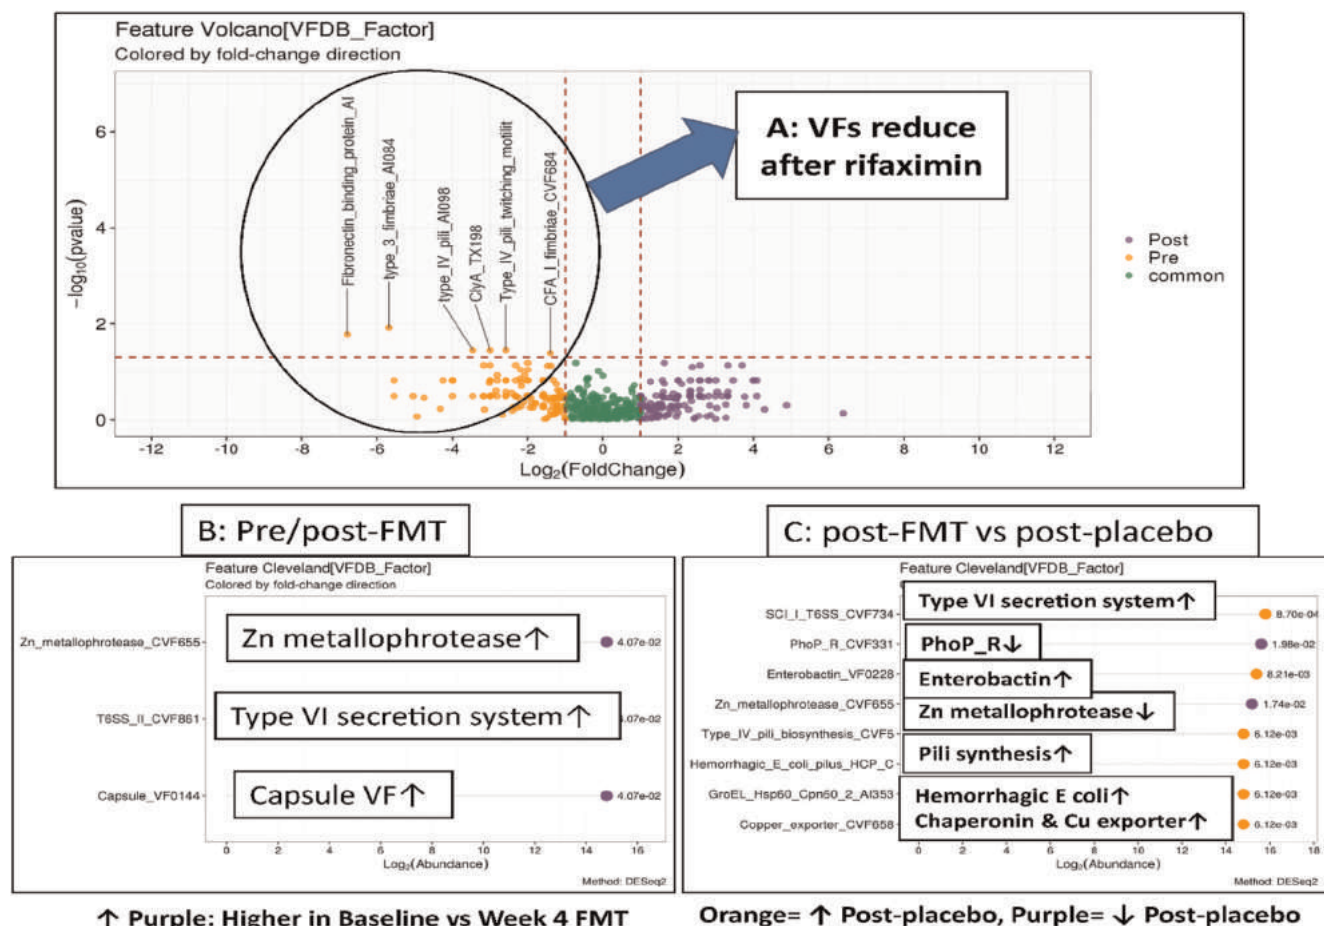 Feature Volcano[VFDB_Factor]
Colored by fold-change direction
A: VFs reduce
after rifaximin
Fibronectin_binding_protein_AI
type_3_fimbriae_AI084
type_IV_pili_AI098
ClyA_TX198
Type_IV_pili_twitching_motilit
CFA_I_fimbriae_CVF684
-log10(pvalue)
6
4
2
0
-12 -10 -8 -6 -4 -2 0 2 4 6 8 10 12
Log2(FoldChange)
Post
Pre
common
B: Pre/post-FMT
Feature Cleveland[VFDB_Factor]
Colored by fold-change direction
Zn_metallophrotease_CVF655
Zn metallophrotease↑
4.07e-02
T6SS_II_CVF861
Type VI secretion system↑
4.07e-02
Capsule_VF0144
Capsule VF↑
4.07e-02
0 2 4 6 8 10 12 14 16
Log2(Abundance)
Method: DESeq2
↑ Purple: Higher in Baseline vs Week 4 FMT
C: post-FMT vs post-placebo
Feature Cleveland[VFDB_Factor]
SCI_I_T6SS_CVF734
Type VI secretion system↑
8.70e-04
PhoP_R_CVF331
PhoP_R↓
1.98e-02
Enterobactin_VF0228
Enterobactin↑
8.21e-03
Zn_metallophrotease_CVF655
Zn metallophrotease↓
1.74e-02
Type_IV_pili_biosynthesis_CVF5
Pili synthesis↑
6.12e-03
Hemorrhagic_E_coli_pilus_HCP_C
6.12e-03
GroEL_Hsp60_Cpn60_2_AI353
Hemorrhagic E coli↑
6.12e-03
Copper_exporter_CVF658
Chaperonin & Cu exporter↑
6.12e-03
0 2 4 6 8 10 12 14 16 18
Log2(Abundance)
Method: DESeq2
Orange= ↑ Post-placebo, Purple= ↓ Post-placebo